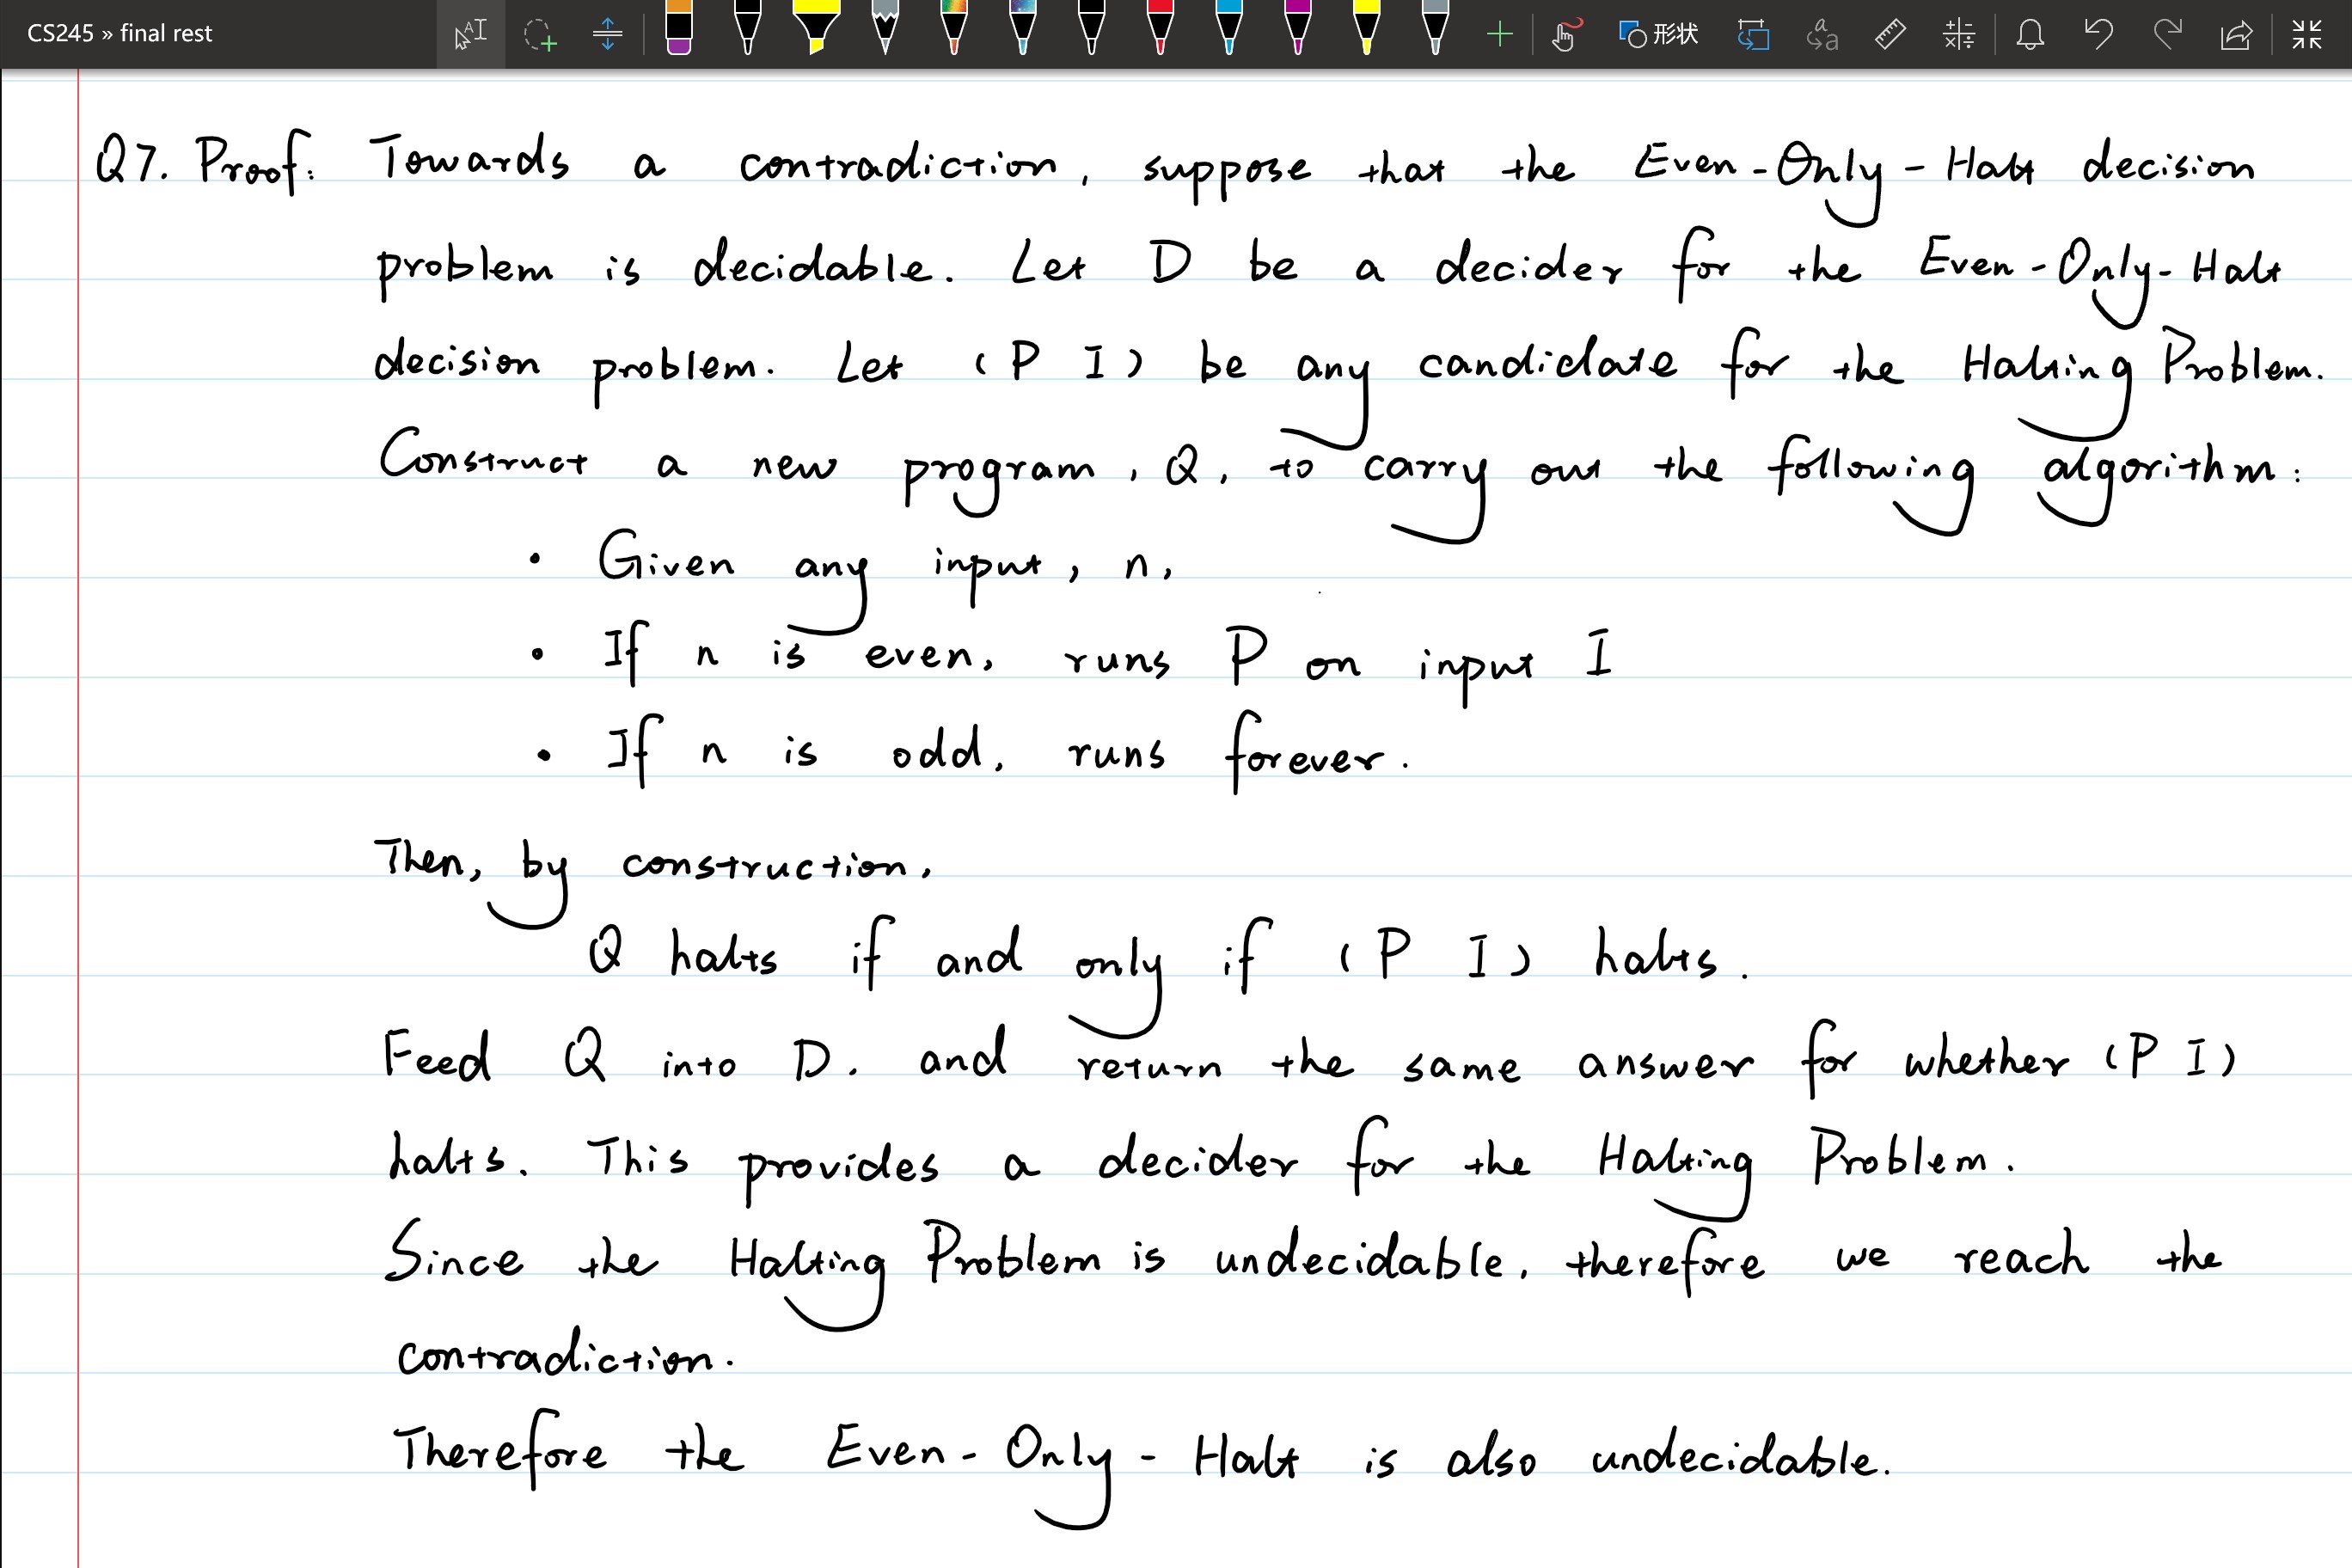 CS245 » final rest
形状
Q7. Proof: Towards a contradiction, suppose that the Even-Only-Halt decision
problem is decidable. Let D be a decider for the Even-Only-Halt
decision problem. Let (P I) be any candidate for the Halting Problem.
Construct a new program, Q, to carry out the following algorithm:
• Given any input, n,
• If n is even, runs P on input I
• If n is odd, runs forever.
Then, by construction,
Q halts if and only if (P I) halts.
Feed Q into D. and return the same answer for whether (P I)
halts. This provides a decider for the Halting Problem.
Since the Halting Problem is undecidable, therefore we reach the
contradiction.
Therefore the Even-Only-Halt is also undecidable.